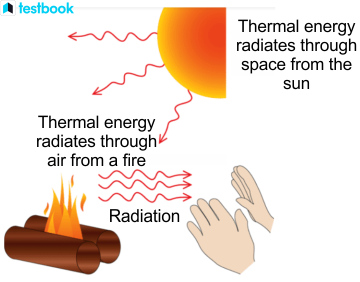 testbook
Thermal energy
radiates through
space from the
sun
Thermal energy
radiates through
air from a fire
Radiation